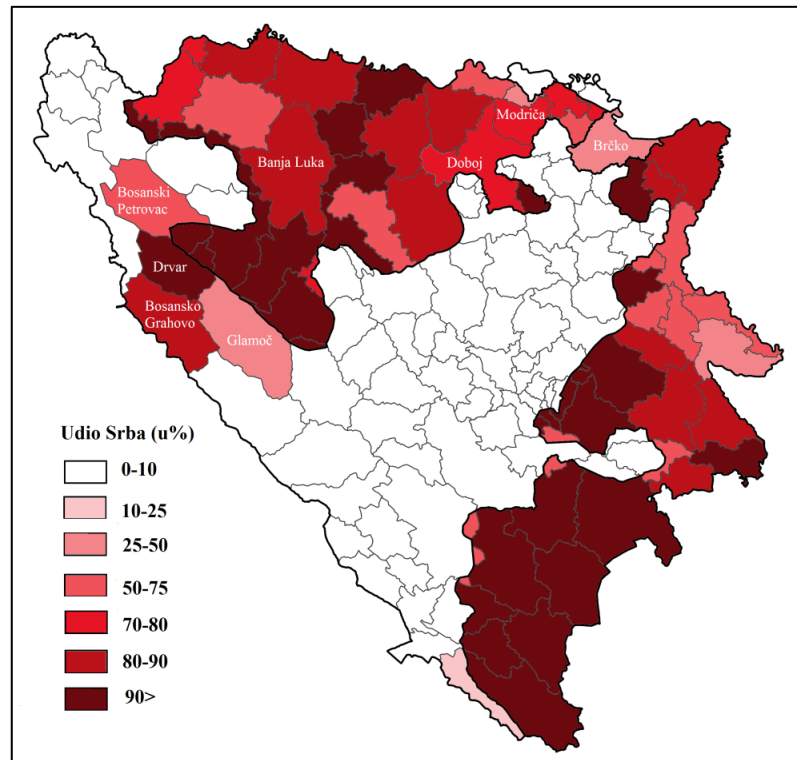 Modriča
Brčko
Doboj
Banja Luka
Bosanski
Petrovac
Drvar
Bosansko
Grahovo
Glamoč
Udio Srba (u%)
0-10
10-25
25-50
50-75
70-80
80-90
90>